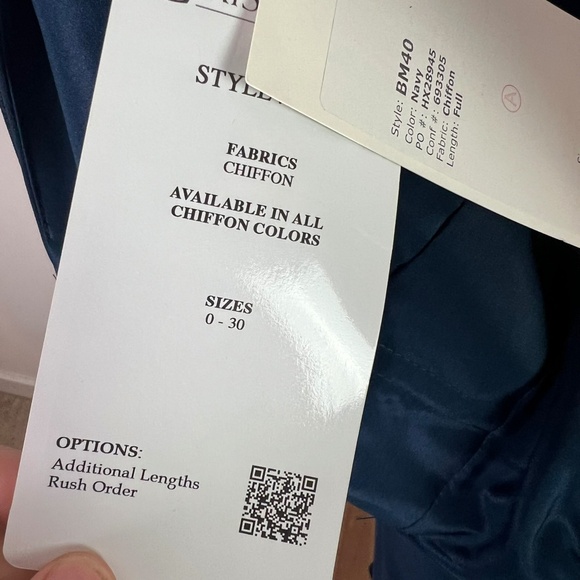 STYLE
FABRICS
CHIFFON
AVAILABLE IN ALL
CHIFFON COLORS
SIZES
0 - 30
OPTIONS:
Additional Lengths
Rush Order
Style: BM40
Color: Navy
PO #: HX28945
Conf #: 693305
Fabric: Chiffon
Length: Full
A